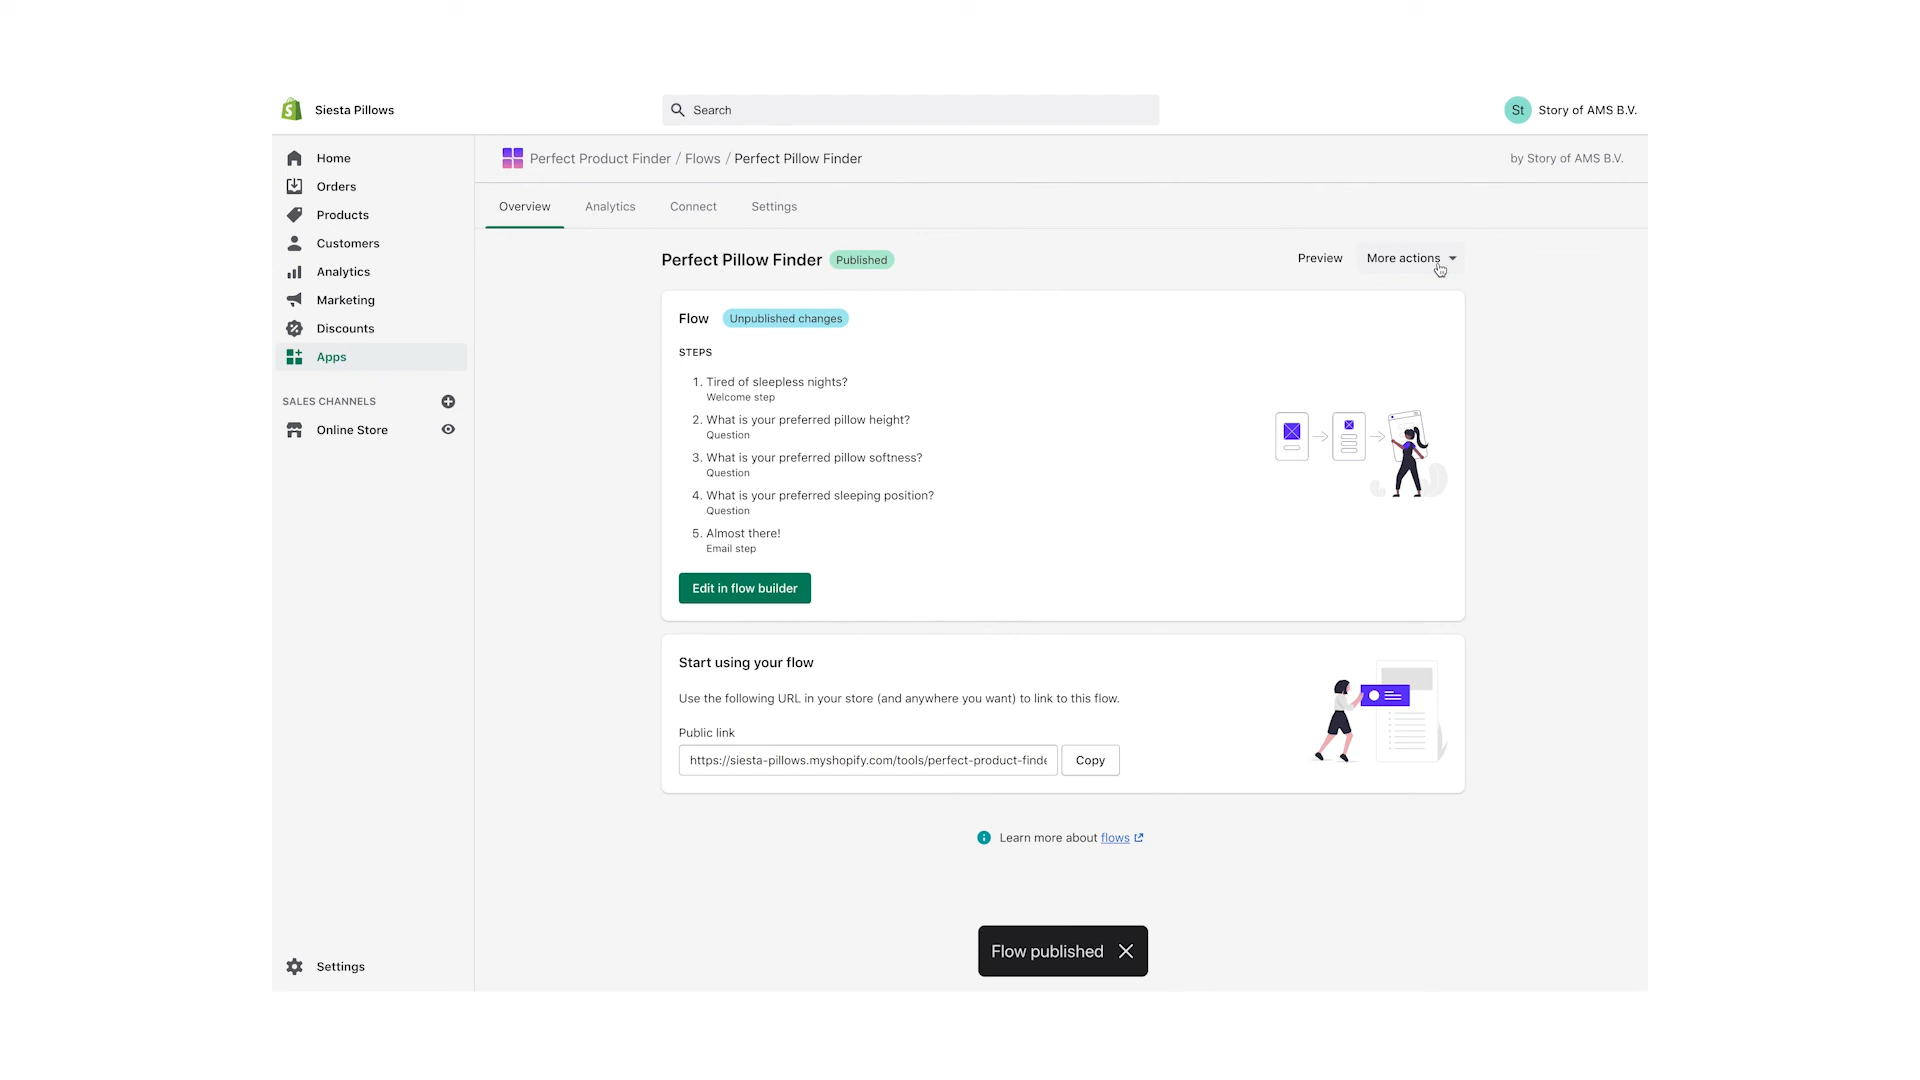 Siesta Pillows
Search
St Story of AMS B.V.
Home
Orders
Products
Customers
Analytics
Marketing
Discounts
Apps
SALES CHANNELS
Online Store
Settings
Perfect Product Finder / Flows / Perfect Pillow Finder
by Story of AMS B.V.
Overview Analytics Connect Settings
Perfect Pillow Finder Published
Preview More actions
Flow Unpublished changes
STEPS
1. Tired of sleepless nights?
Welcome step
2. What is your preferred pillow height?
Question
3. What is your preferred pillow softness?
Question
4. What is your preferred sleeping position?
Question
5. Almost there!
Email step
Edit in flow builder
Start using your flow
Use the following URL in your store (and anywhere you want) to link to this flow.
Public link
https://siesta-pillows.myshopify.com/tools/perfect-product-finde
Copy
Learn more about flows
Flow published